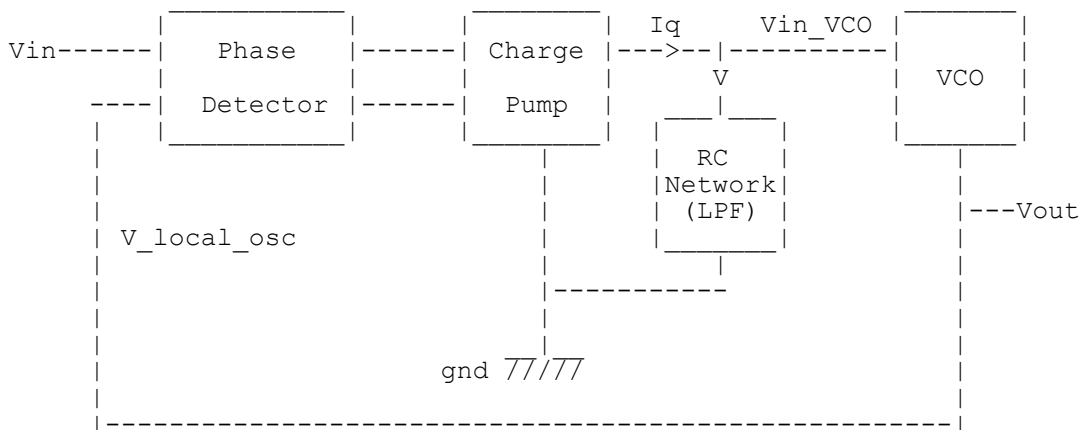 Iq Vin_VCO
Vin Phase Charge
V VCO
Detector Pump
RC
Network
(LPF)
Vout
V_local_osc
gnd